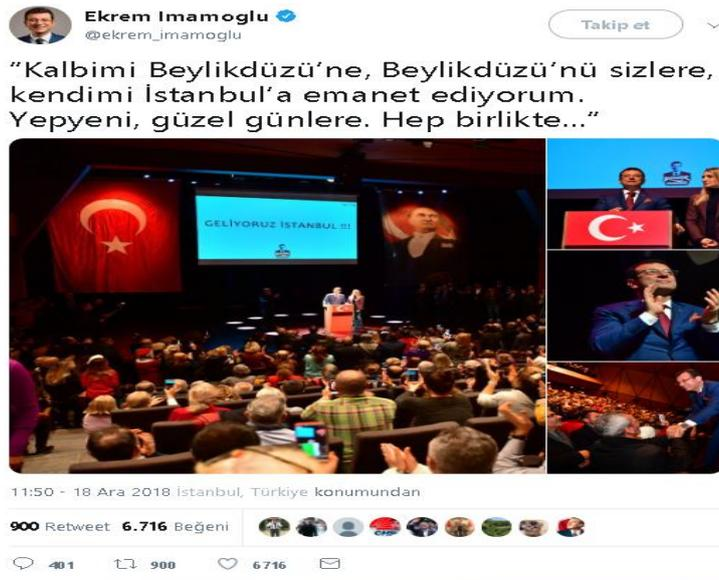 Ekrem Imamoglu
@ekrem_imamoglu
Takip et
"Kalbimi Beylikdüzü'ne, Beylikdüzü'nü sizlere,
kendimi İstanbul'a emanet ediyorum.
Yepyeni, güzel günlere. Hep birlikte..."
GELİYORUZ İSTANBUL !!!
11:50 - 18 Ara 2018 İstanbul, Türkiye konumundan
900 Retweet 6.716 Beğeni
CHP
401 900 6716